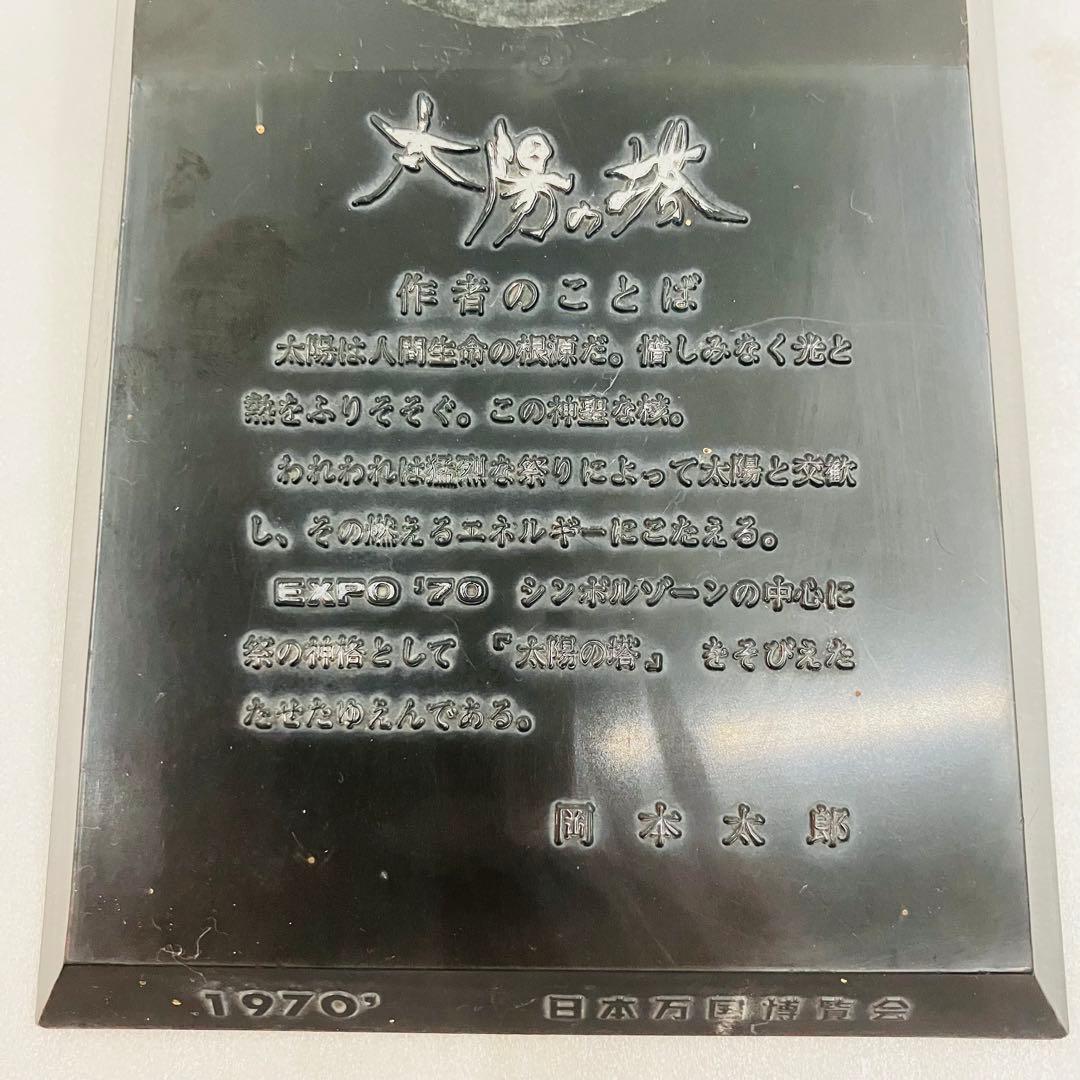 太陽の塔
作者のことば
太陽は人間生命の根源だ。惜しみなく光と
熱をふりそそぐ。この神聖な核。
われわれは猛烈な祭りによって太陽と交歓
し、その燃えるエネルギーにこたえる。
EXPO '70 シンボルゾーンの中心に
祭の神格として 『太陽の塔』 をそびえた
たせたゆえんである。
岡本太郎
1970' 日本万国博覧会